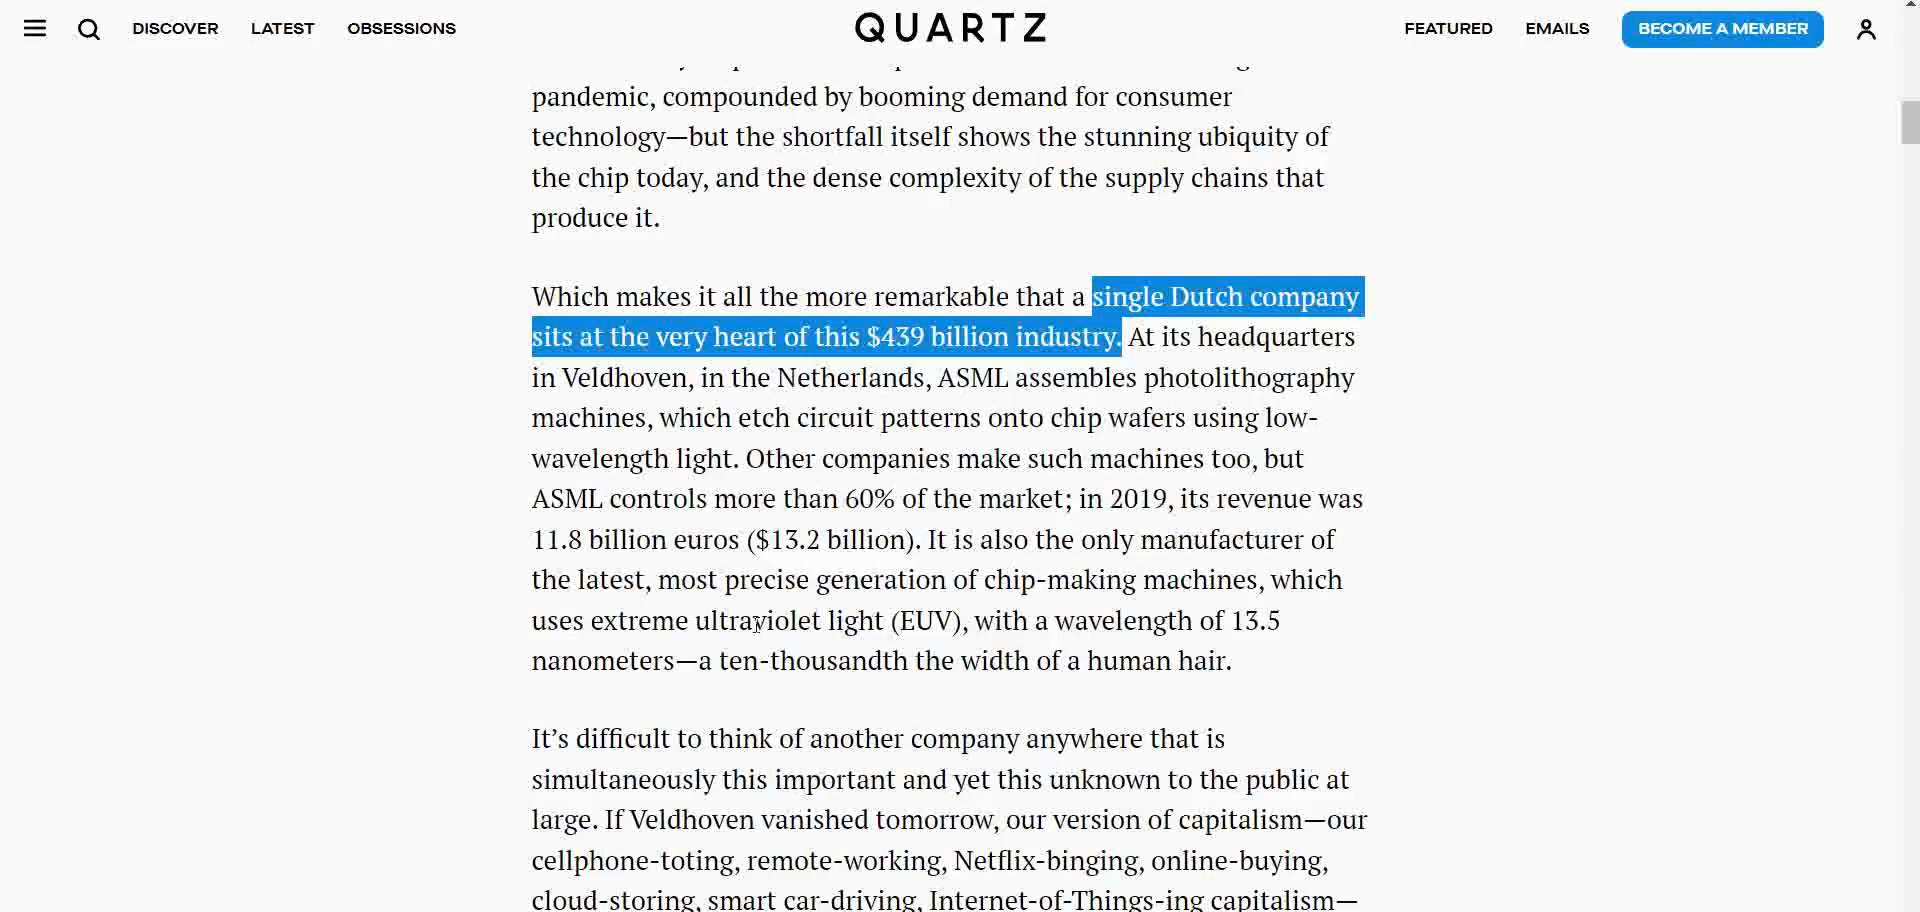 DISCOVER LATEST OBSESSIONS QUARTZ FEATURED EMAILS BECOME A MEMBER
pandemic, compounded by booming demand for consumer
technology—but the shortfall itself shows the stunning ubiquity of
the chip today, and the dense complexity of the supply chains that
produce it.
Which makes it all the more remarkable that a single Dutch company
sits at the very heart of this $439 billion industry. At its headquarters
in Veldhoven, in the Netherlands, ASML assembles photolithography
machines, which etch circuit patterns onto chip wafers using low-
wavelength light. Other companies make such machines too, but
ASML controls more than 60% of the market; in 2019, its revenue was
11.8 billion euros ($13.2 billion). It is also the only manufacturer of
the latest, most precise generation of chip-making machines, which
uses extreme ultraviolet light (EUV), with a wavelength of 13.5
nanometers—a ten-thousandth the width of a human hair.
It’s difficult to think of another company anywhere that is
simultaneously this important and yet this unknown to the public at
large. If Veldhoven vanished tomorrow, our version of capitalism—our
cellphone-toting, remote-working, Netflix-binging, online-buying,
cloud-storing, smart car-driving, Internet-of-Things-ing capitalism—